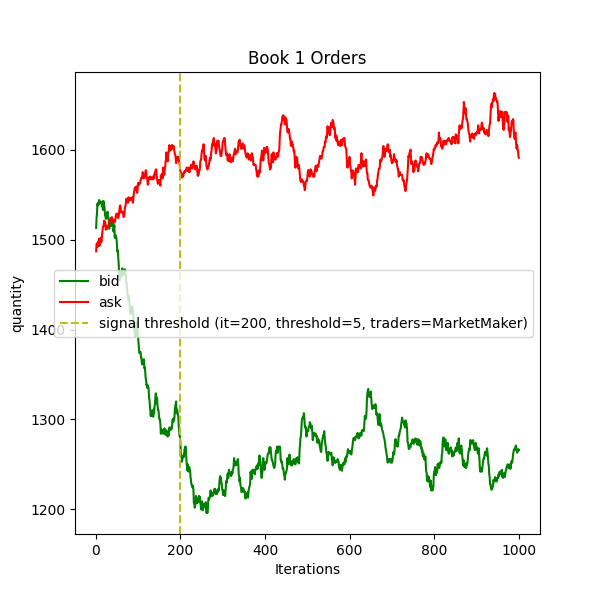 Book 1 Orders
quantity
1600
1500
1400
1300
1200
bid
ask
signal threshold (it=200, threshold=5, traders=MarketMaker)
0 200 400 600 800 1000
Iterations